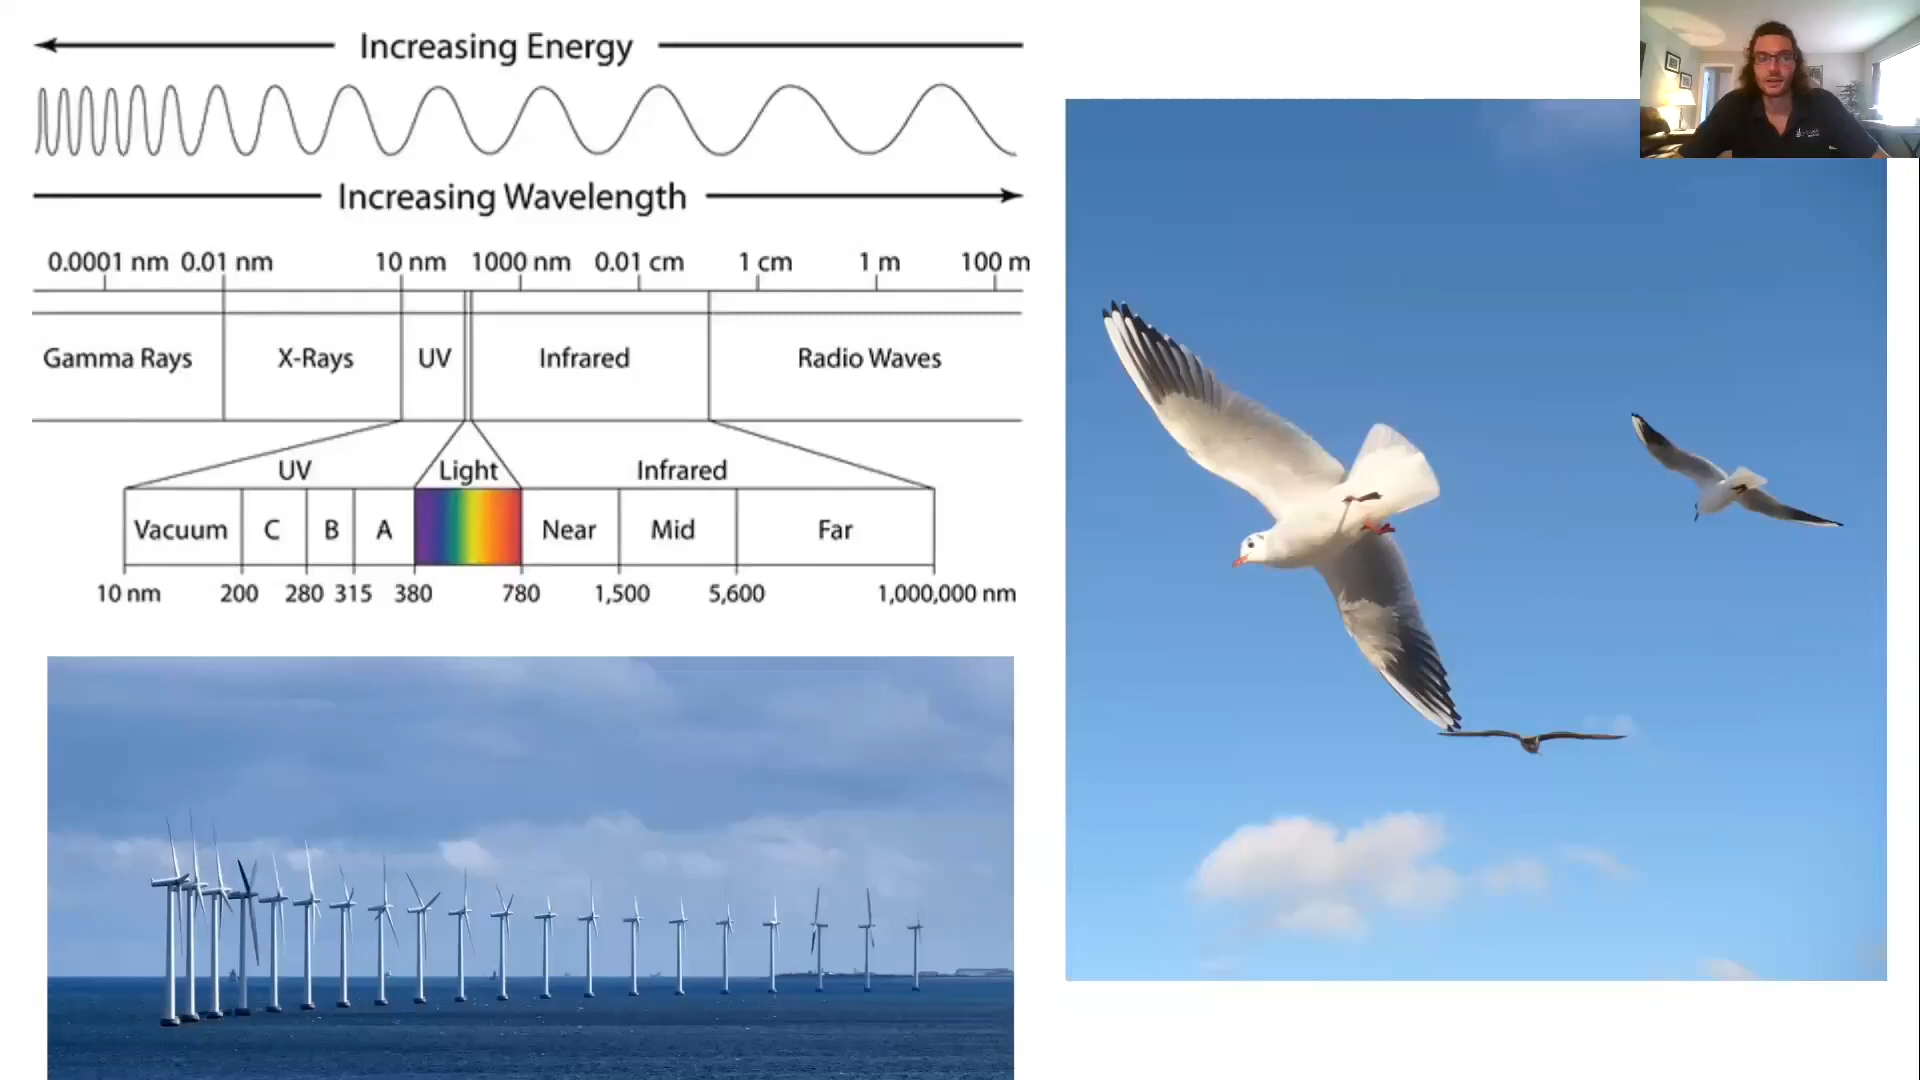 Increasing Energy
Increasing Wavelength
0.0001 nm 0.01 nm 10 nm 1000 nm 0.01 cm 1 cm 1 m 100 m
Gamma Rays X-Rays UV Infrared Radio Waves
UV Light Infrared
Vacuum C B A Near Mid Far
10 nm 200 280 315 380 780 1,500 5,600 1,000,000 nm